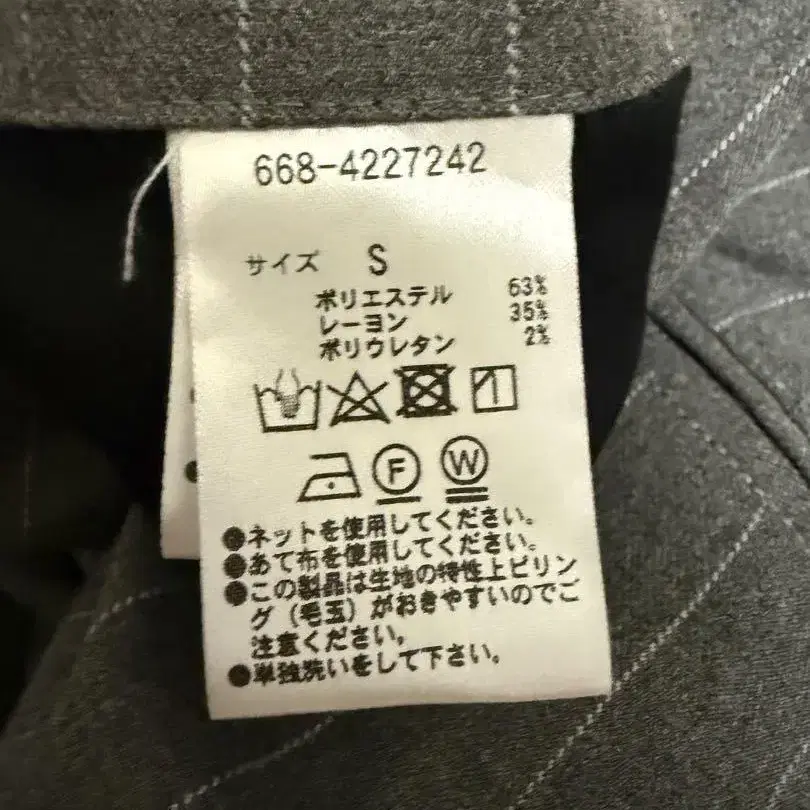 668-4227242
サイズ S
ポリエステル 63%
レーヨン 35%
ポリウレタン 2%
F W
●ネットを使用してください。
●あて布を使用してください。
●この製品は生地の特性上ピリン
グ（毛玉）がおきやすいのでご
注意ください。
●単独洗いをして下さい。